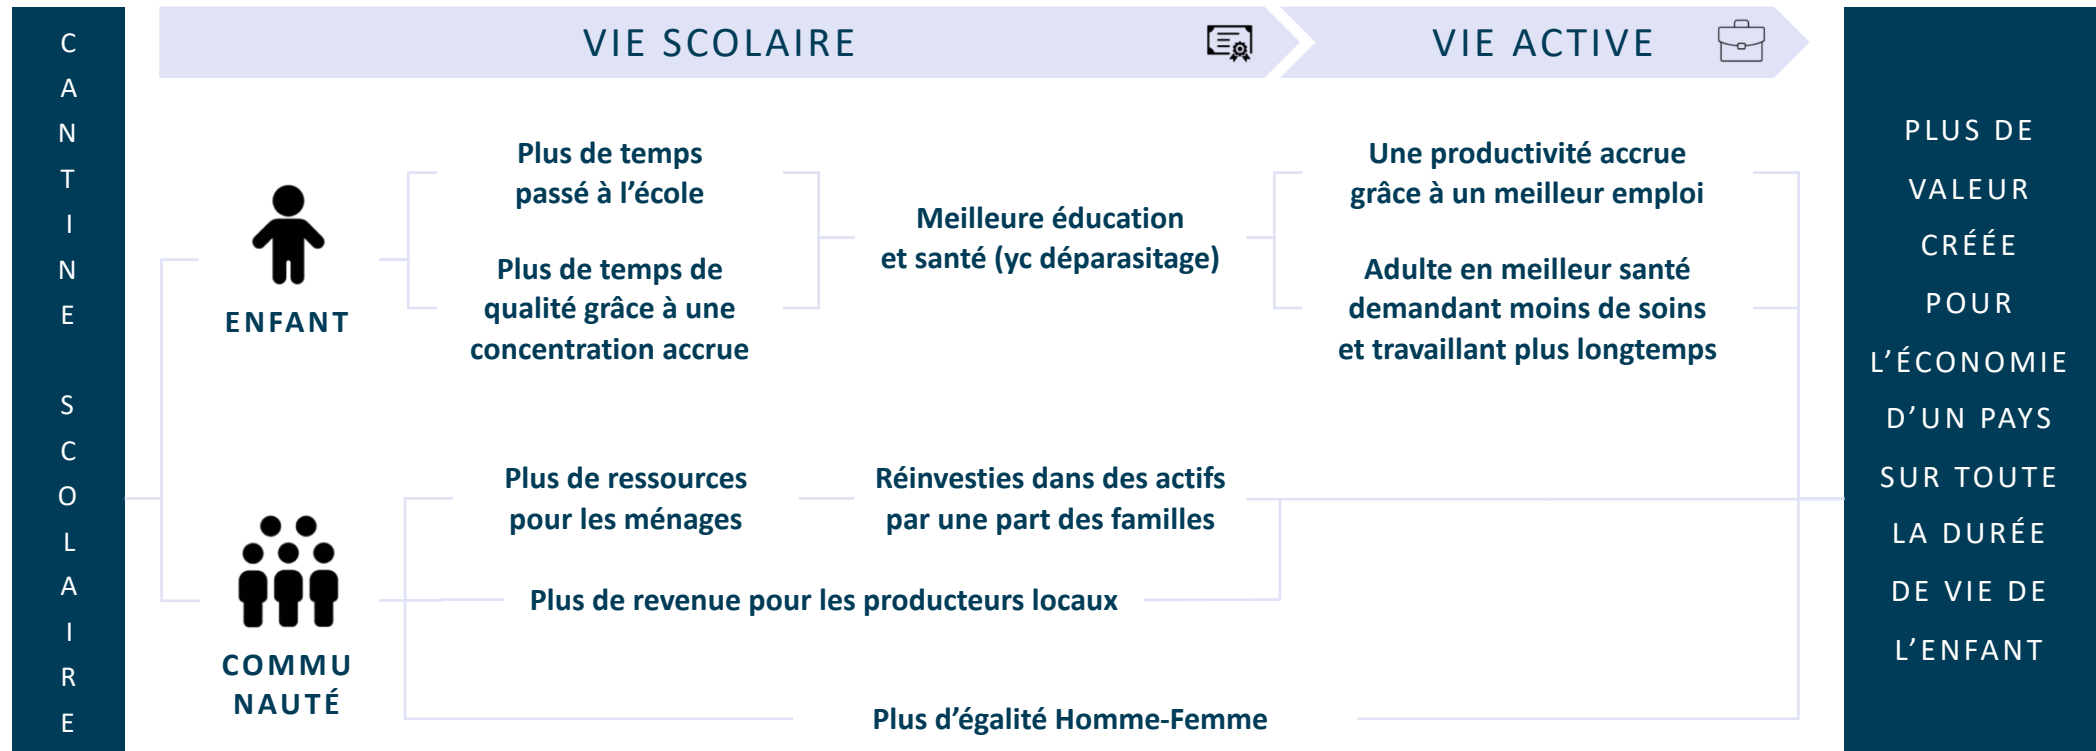 CANTINE SCOLAIRE
VIE SCOLAIRE
VIE ACTIVE
ENFANT
Plus de temps
passé à l'école
Plus de temps de
qualité grâce à une
concentration accrue
Meilleure éducation
et santé (yc déparasitage)
Une productivité accrue
grâce à un meilleur emploi
Adulte en meilleur santé
demandant moins de soins
et travaillant plus longtemps
COMMU
NAUTÉ
Plus de ressources
pour les ménages
Réinvesties dans des actifs
par une part des familles
Plus de revenue pour les producteurs locaux
Plus d'égalité Homme-Femme
PLUS DE
VALEUR
CRÉÉE
POUR
L'ÉCONOMIE
D'UN PAYS
SUR TOUTE
LA DURÉE
DE VIE DE
L'ENFANT